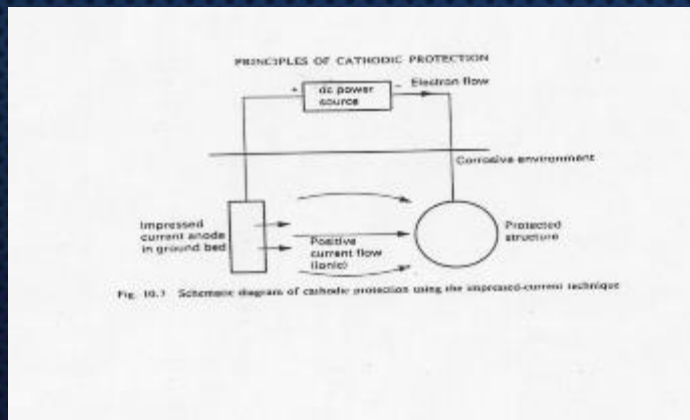 PRINCIPLES OF CATHODIC PROTECTION
+ dc power source −
Electron flow
Corrosive environment
Impressed
current anode
in ground bed
Positive
current flow
(ionic)
Protected
structure
Fig. 10.7 Schematic diagram of cathodic protection using the impressed-current technique